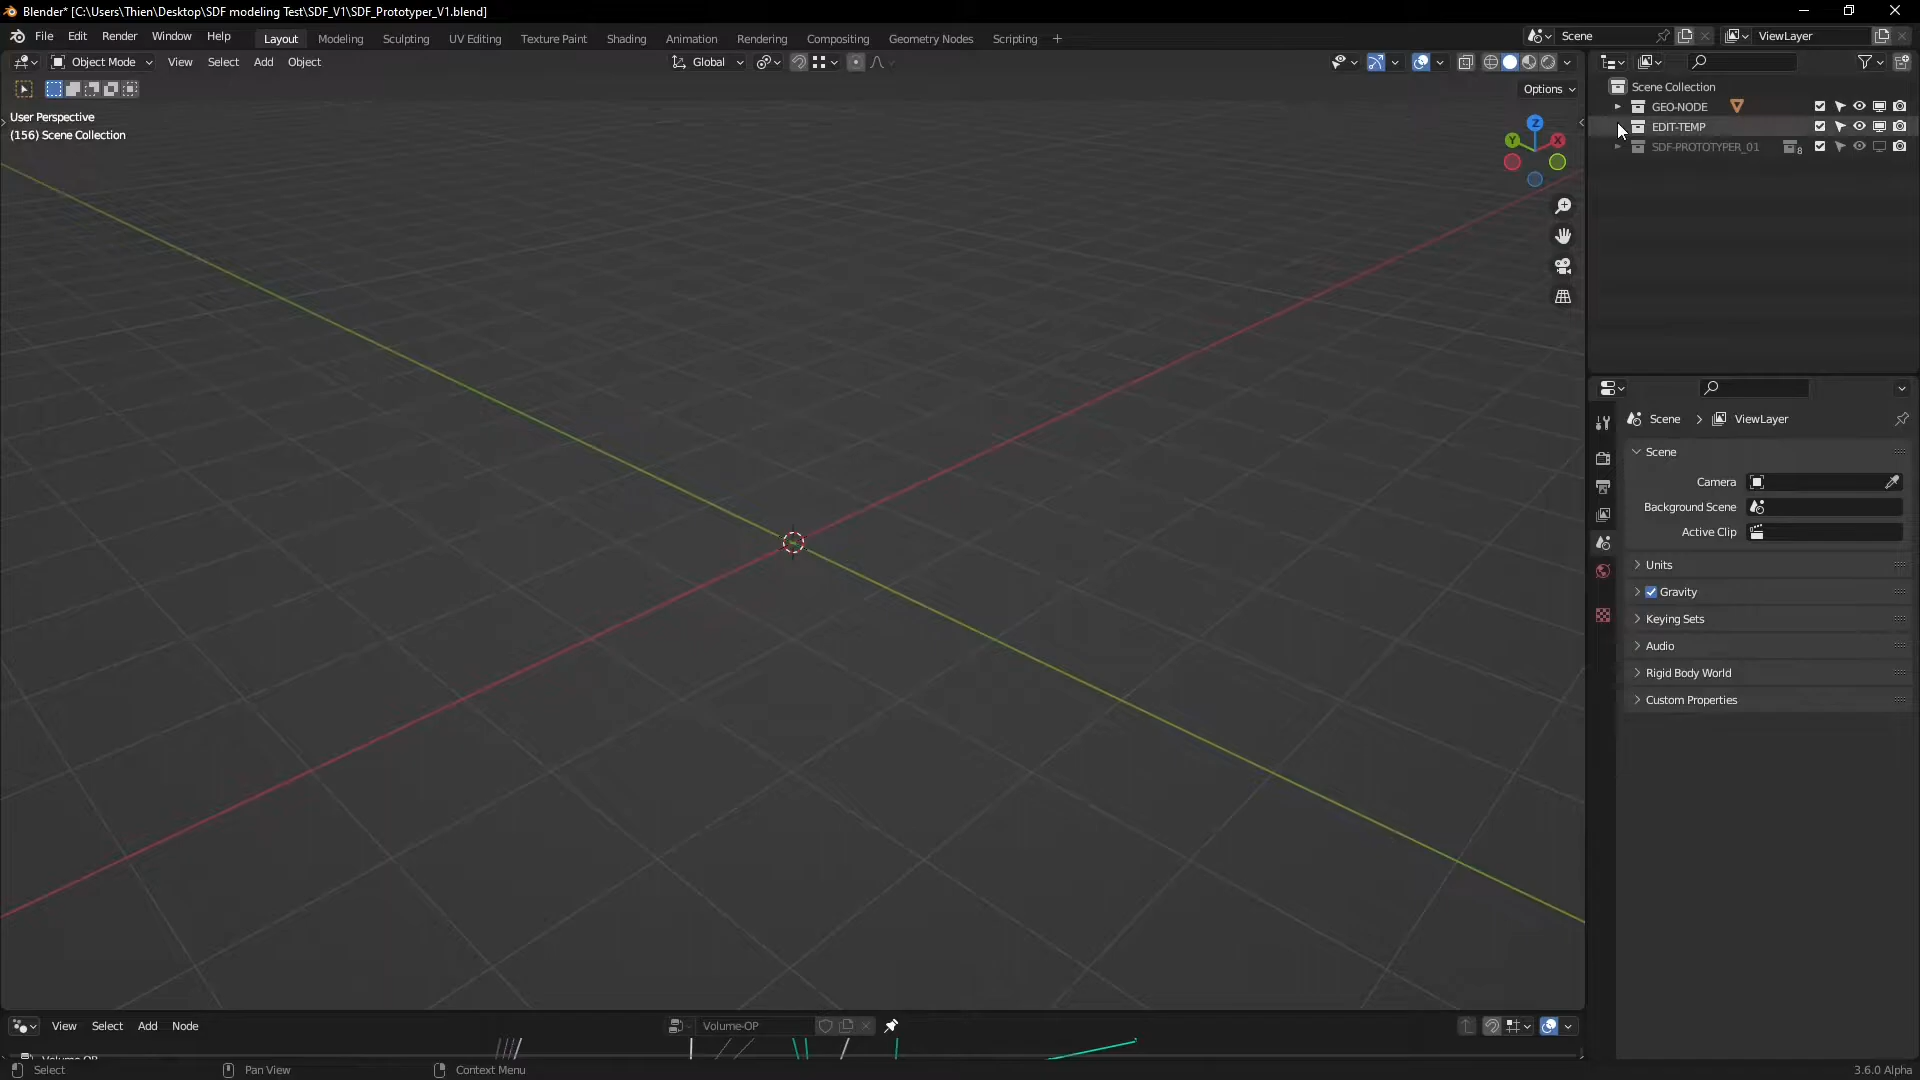 Blender* [C:\Users\Thien\Desktop\SDF modeling Test\SDF_V1\SDF_Prototyper_V1.blend]
File Edit Render Window Help Layout Modeling Sculpting UV Editing Texture Paint Shading Animation Rendering Compositing Geometry Nodes Scripting + Scene ViewLayer
Object Mode View Select Add Object Global
Options
User Perspective
(156) Scene Collection
Z
Y
X
Scene Collection
GEO-NODE
EDIT-TEMP
SDF-PROTOTYPER_01 8
Scene > ViewLayer
Scene
Camera
Background Scene
Active Clip
Units
Gravity
Keying Sets
Audio
Rigid Body World
Custom Properties
View Select Add Node Volume-OP
Volume-OP
Select Pan View Context Menu 3.6.0 Alpha